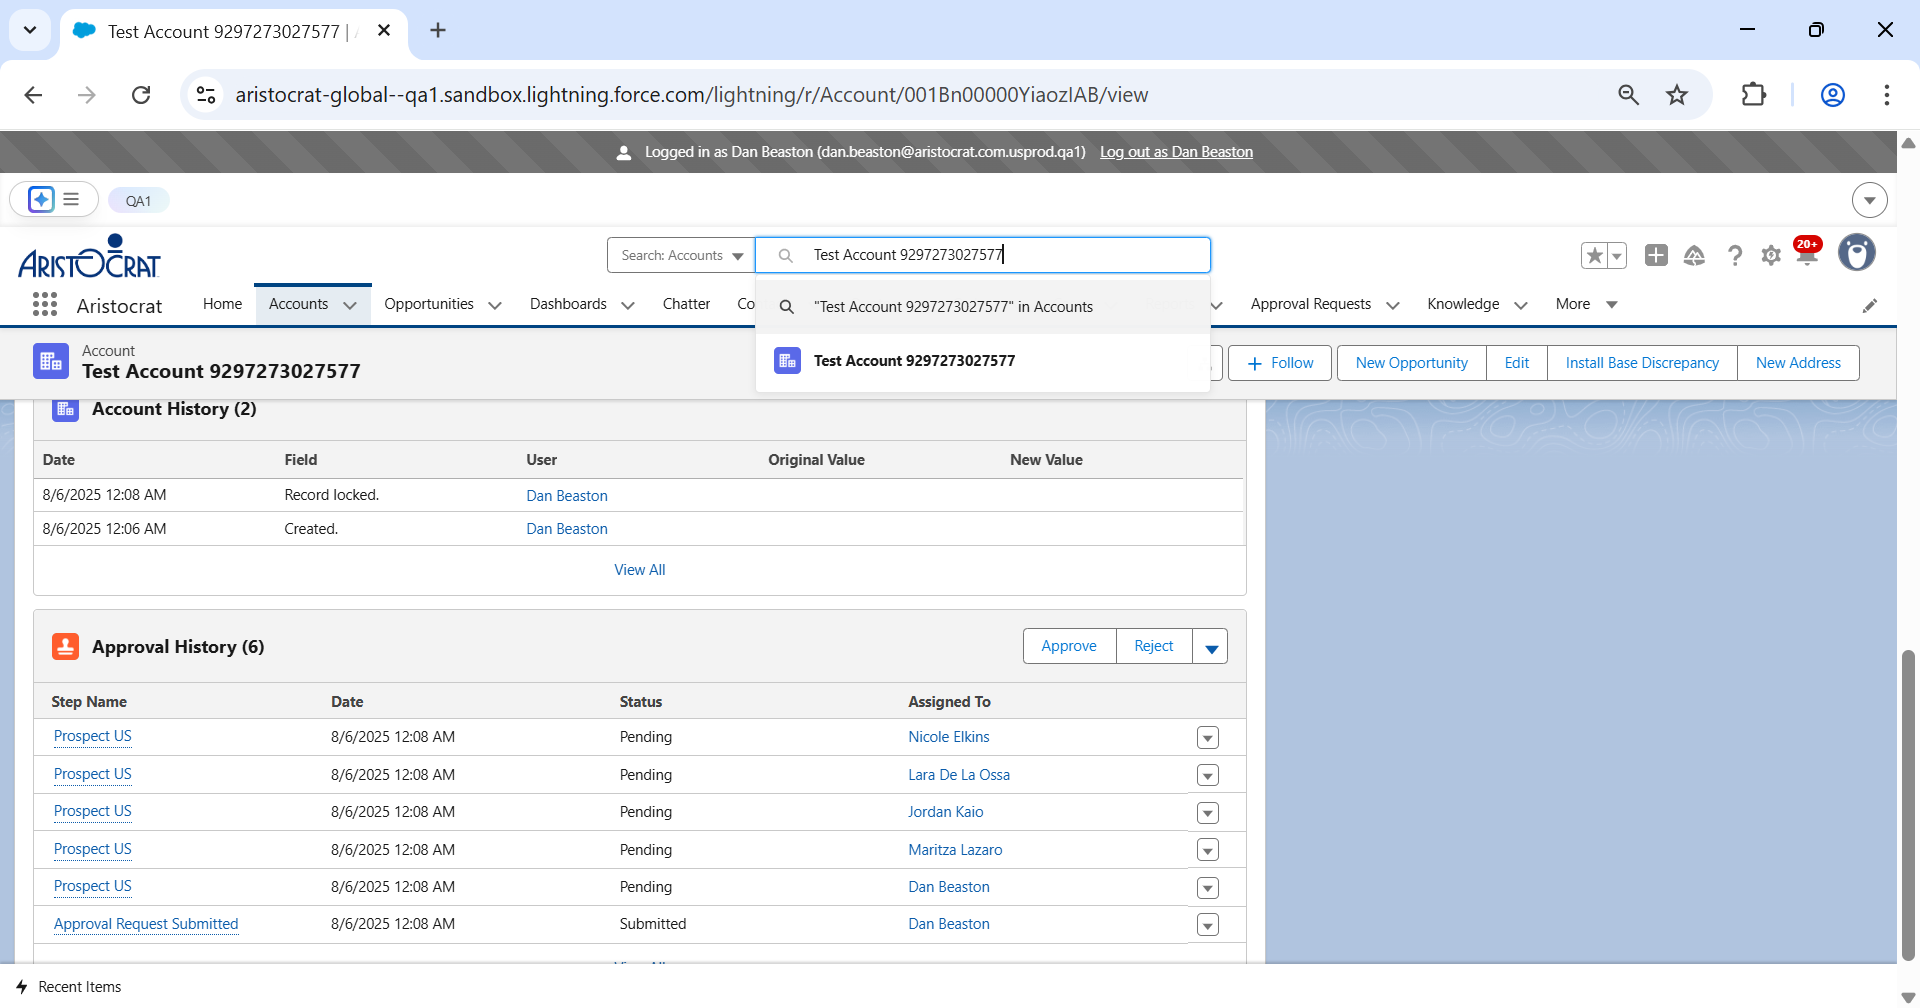 Test Account 9297273027577 |
aristocrat-global--qa1.sandbox.lightning.force.com/lightning/r/Account/001Bn00000YiaozIAB/view
Logged in as Dan Beaston (dan.beaston@aristocrat.com.usprod.qa1) Log out as Dan Beaston
QA1
ARISTOCRAT
Search: Accounts
Test Account 9297273027577
20+
Aristocrat
Home
Accounts
Opportunities
Dashboards
Chatter
Co
Approval Requests
Knowledge
More
"Test Account 9297273027577" in Accounts
Test Account 9297273027577
Account
Test Account 9297273027577
Follow
New Opportunity
Edit
Install Base Discrepancy
New Address
Account History (2)
Date Field User Original Value New Value
8/6/2025 12:08 AM Record locked. Dan Beaston
8/6/2025 12:06 AM Created. Dan Beaston
View All
Approval History (6)
Approve Reject
Step Name Date Status Assigned To
Prospect US 8/6/2025 12:08 AM Pending Nicole Elkins
Prospect US 8/6/2025 12:08 AM Pending Lara De La Ossa
Prospect US 8/6/2025 12:08 AM Pending Jordan Kaio
Prospect US 8/6/2025 12:08 AM Pending Maritza Lazaro
Prospect US 8/6/2025 12:08 AM Pending Dan Beaston
Approval Request Submitted 8/6/2025 12:08 AM Submitted Dan Beaston
Recent Items